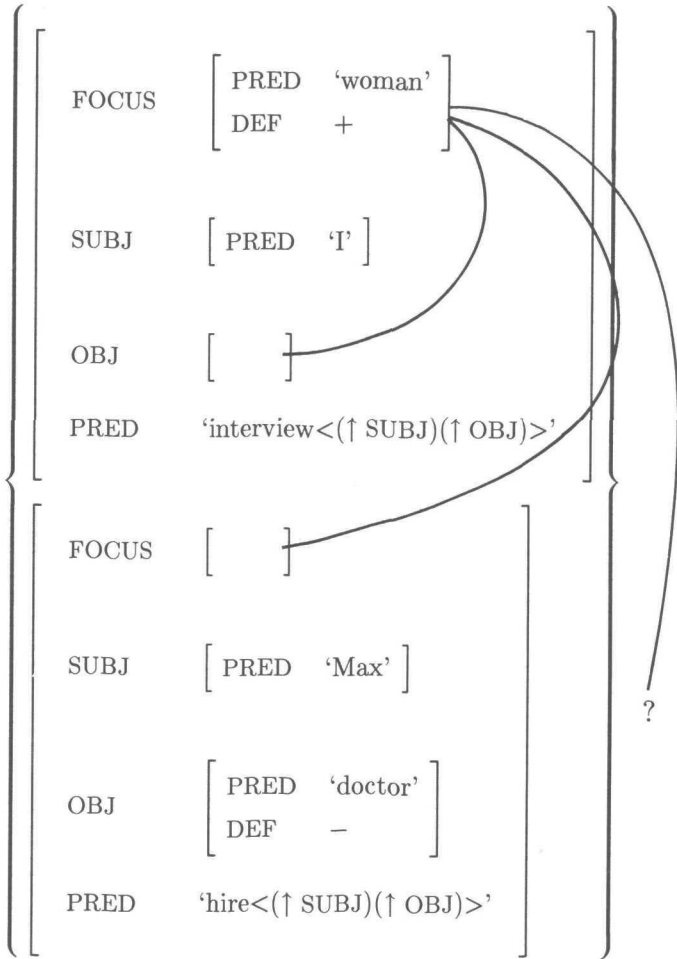 PRED ‘woman’
FOCUS
DEF +
SUBJ [ PRED ‘I’ ]
OBJ [ ]
PRED ‘interview<(↑ SUBJ)(↑ OBJ)>’
FOCUS [ ]
SUBJ [ PRED ‘Max’ ]
?
PRED ‘doctor’
OBJ
DEF −
PRED ‘hire<(↑ SUBJ)(↑ OBJ)>’